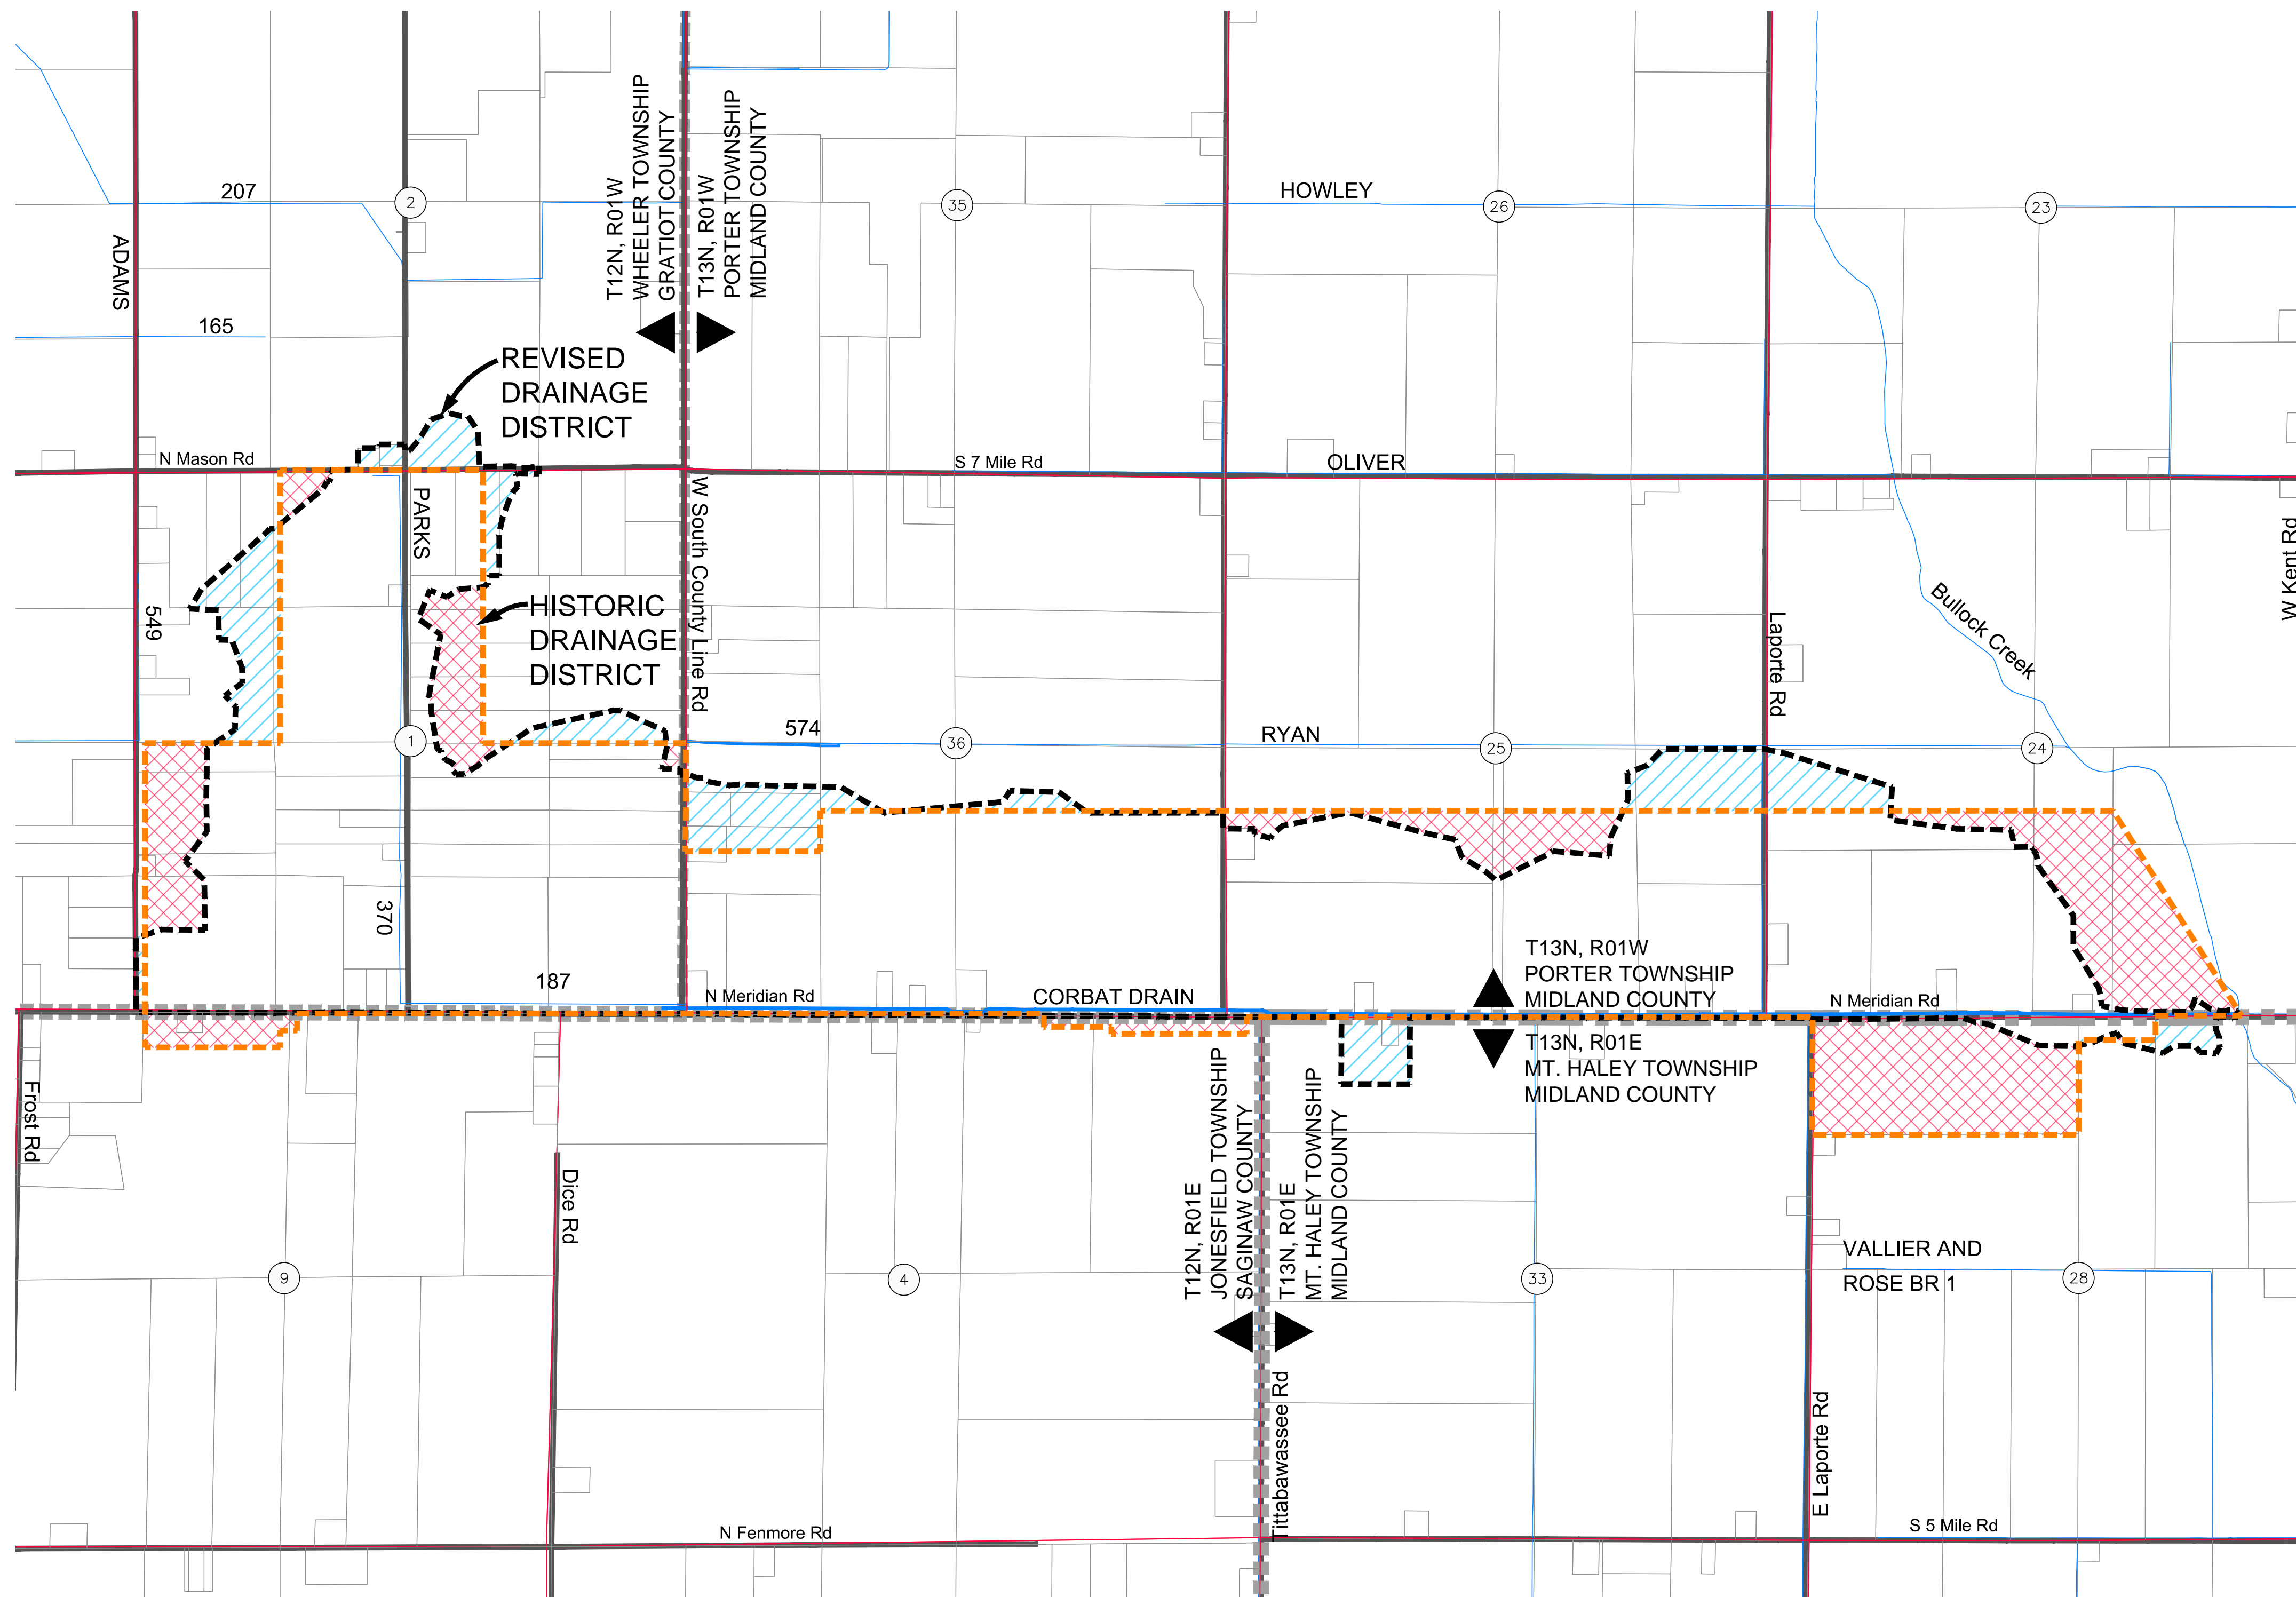 T12N, R01W
WHEELER TOWNSHIP
GRATIOT COUNTY
T13N, R01W
PORTER TOWNSHIP
MIDLAND COUNTY
207
2
35
HOWLEY
26
23
ADAMS
165
REVISED
DRAINAGE
DISTRICT
N Mason Rd
S 7 Mile Rd
OLIVER
PARKS
W South County Line Rd
W Kent Rd
549
HISTORIC
DRAINAGE
DISTRICT
Laporte Rd
Bullock Creek
1
574
36
RYAN
25
24
370
187
N Meridian Rd
CORBAT DRAIN
T13N, R01W
PORTER TOWNSHIP
MIDLAND COUNTY
N Meridian Rd
T13N, R01E
MT. HALEY TOWNSHIP
MIDLAND COUNTY
Frost Rd
Dice Rd
T12N, R01E
JONESFIELD TOWNSHIP
SAGINAW COUNTY
T13N, R01E
MT. HALEY TOWNSHIP
MIDLAND COUNTY
9
4
33
VALLIER AND
ROSE BR 1
28
Tittabawassee Rd
E Laporte Rd
N Fenmore Rd
S 5 Mile Rd